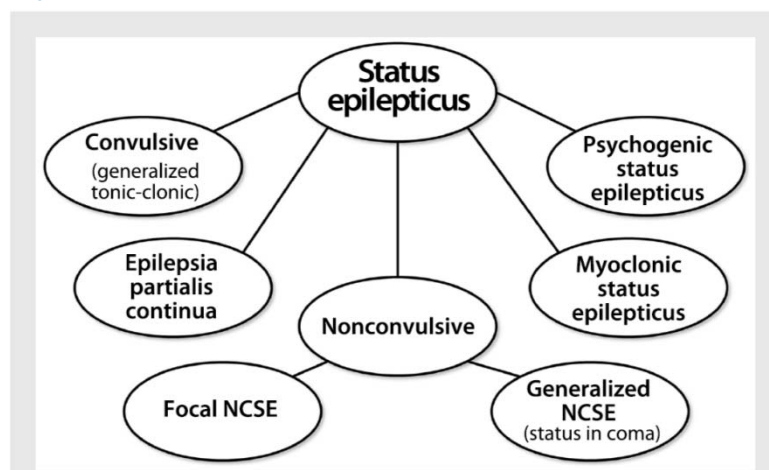 Status
epilepticus
Convulsive
(generalized
tonic-clonic)
Psychogenic
status
epilepticus
Epilepsia
partialis
continua
Myoclonic
status
epilepticus
Nonconvulsive
Focal NCSE
Generalized
NCSE
(status in coma)